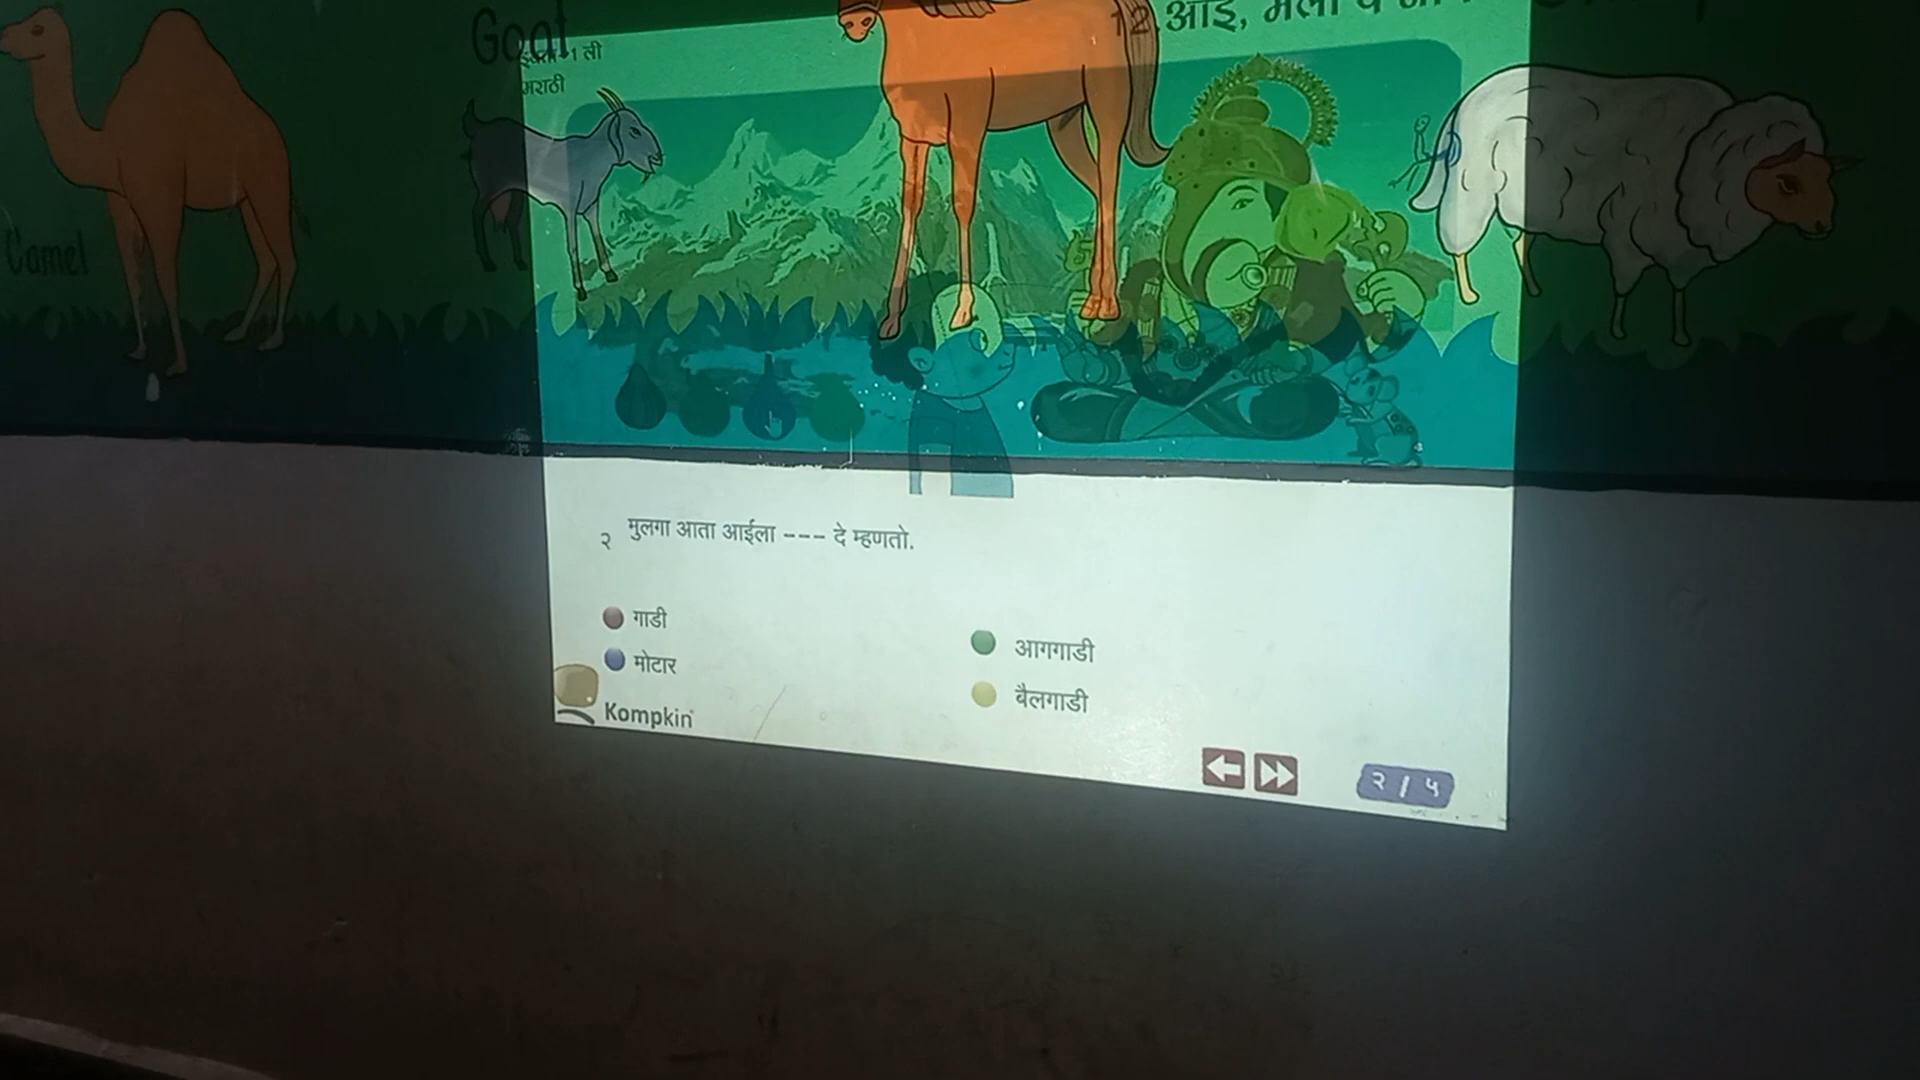 Goat
12 आई, मला दे
इयत्ता-1 ली
मराठी
Camel
२ मुलगा आता आईला --- दे म्हणतो.
गाडी
आगगाडी
मोटार
बैलगाडी
Kompkin
२ / ५